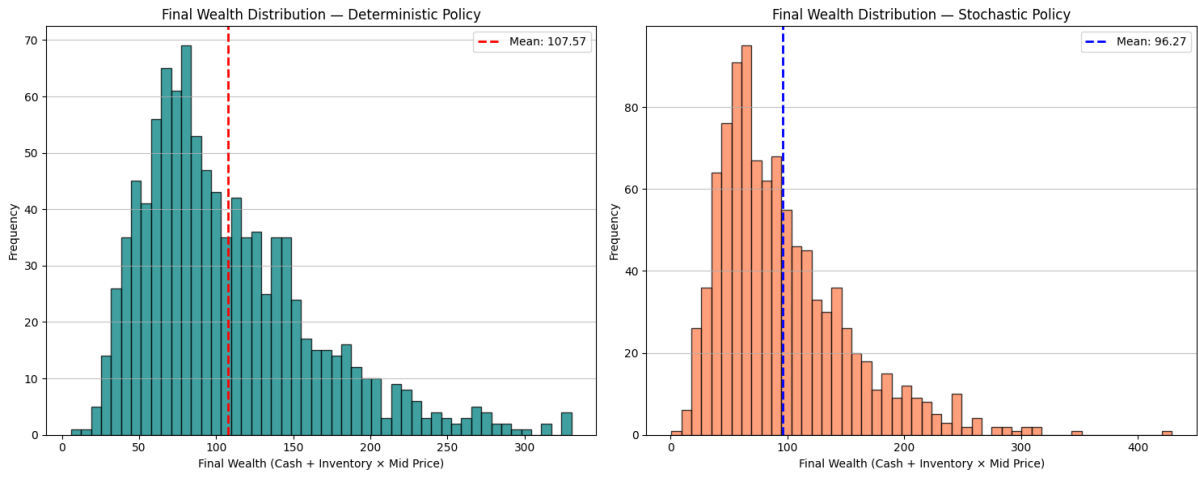 Final Wealth Distribution — Deterministic Policy
Mean: 107.57
Frequency
70
60
50
40
30
20
10
0
0 50 100 150 200 250 300
Final Wealth (Cash + Inventory × Mid Price)
Final Wealth Distribution — Stochastic Policy
Mean: 96.27
Frequency
80
60
40
20
0
0 100 200 300 400
Final Wealth (Cash + Inventory × Mid Price)